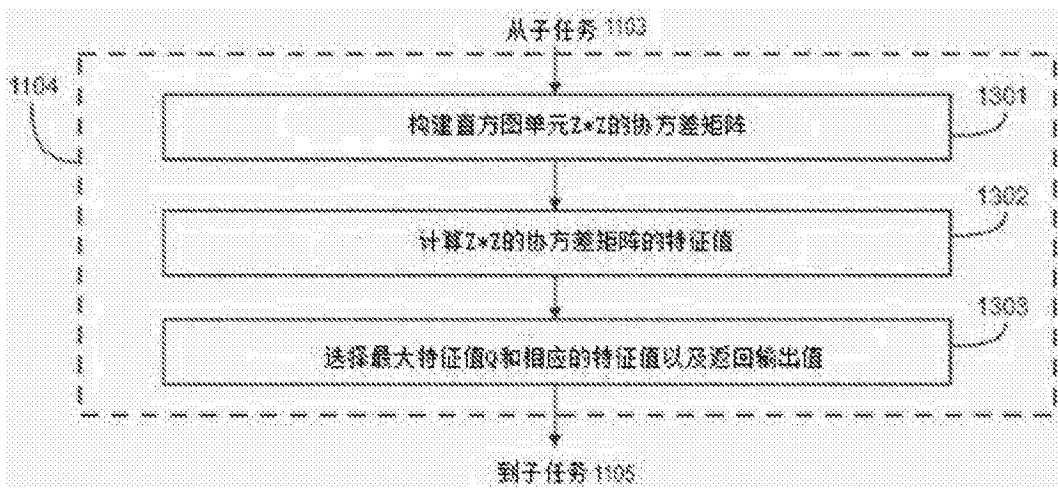 从子任务 1103
1104
1301
构建直方图单元Z*Z的协方差矩阵
1302
计算Z*Z的协方差矩阵的特征值
1303
选择最大特征值Q和相应的特征值以及返回输出值
到子任务 1105